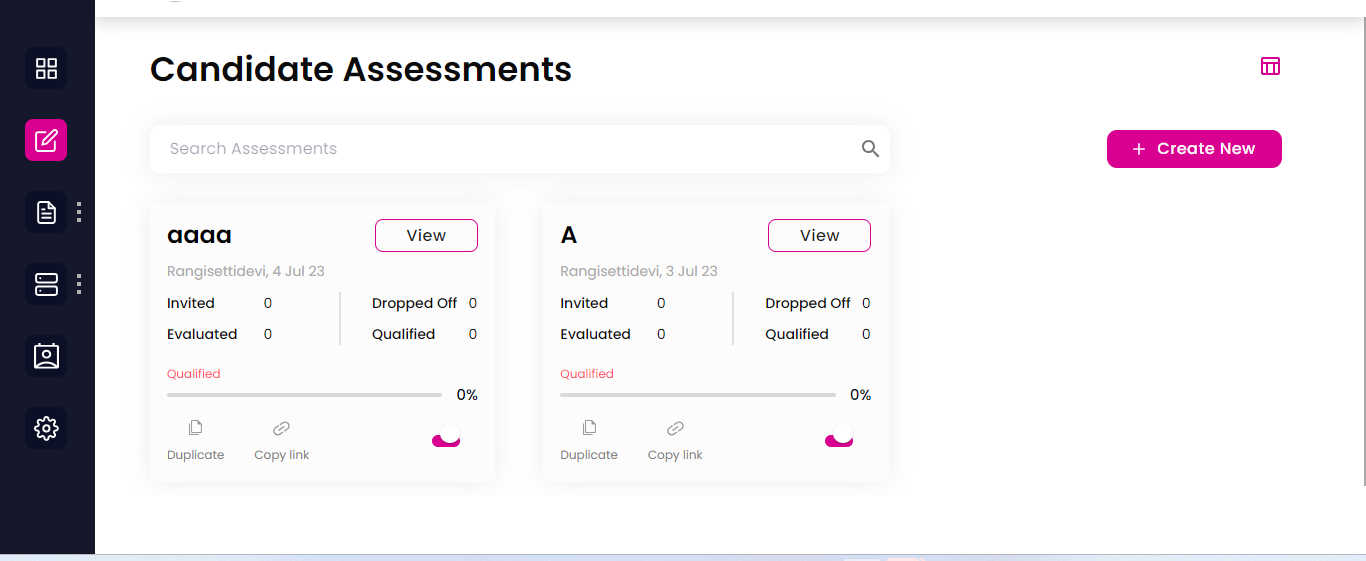 Candidate Assessments
Search Assessments
+ Create New
aaaa
View
Rangisettidevi, 4 Jul 23
Invited 0
Dropped Off 0
Evaluated 0
Qualified 0
Qualified
0%
Duplicate
Copy link
A
View
Rangisettidevi, 3 Jul 23
Invited 0
Dropped Off 0
Evaluated 0
Qualified 0
Qualified
0%
Duplicate
Copy link